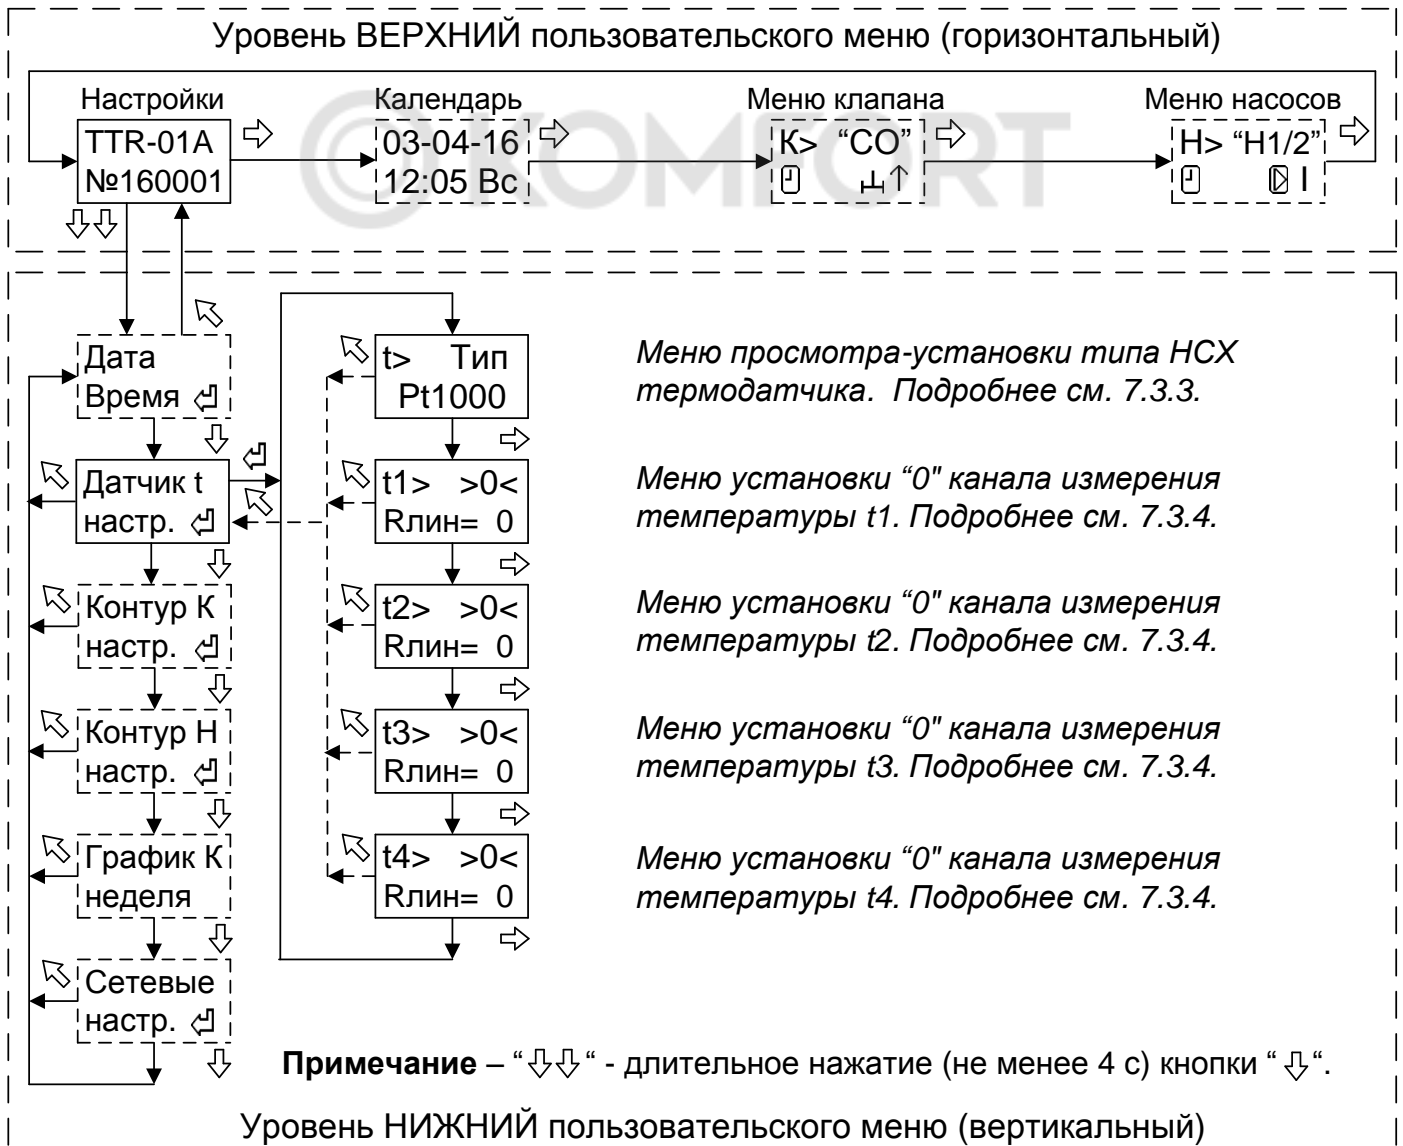 Уровень ВЕРХНИЙ пользовательского меню (горизонтальный)
Настройки
Календарь
Меню клапана
Меню насосов
TTR-01A
№160001
03-04-16
12:05 Вс
К> “СО”
Н> “Н1/2”
I
KOMFORT
Дата
Время
Датчик t
настр.
Контур К
настр.
Контур Н
настр.
График К
неделя
Сетевые
настр.
t> Тип
Pt1000
t1> >0<
Rлин= 0
t2> >0<
Rлин= 0
t3> >0<
Rлин= 0
t4> >0<
Rлин= 0
Меню просмотра-установки типа НСХ
термодатчика. Подробнее см. 7.3.3.
Меню установки “0" канала измерения
температуры t1. Подробнее см. 7.3.4.
Меню установки “0" канала измерения
температуры t2. Подробнее см. 7.3.4.
Меню установки “0" канала измерения
температуры t3. Подробнее см. 7.3.4.
Меню установки “0" канала измерения
температуры t4. Подробнее см. 7.3.4.
Примечание – “⇩⇩“ - длительное нажатие (не менее 4 с) кнопки “⇩“.
Уровень НИЖНИЙ пользовательского меню (вертикальный)